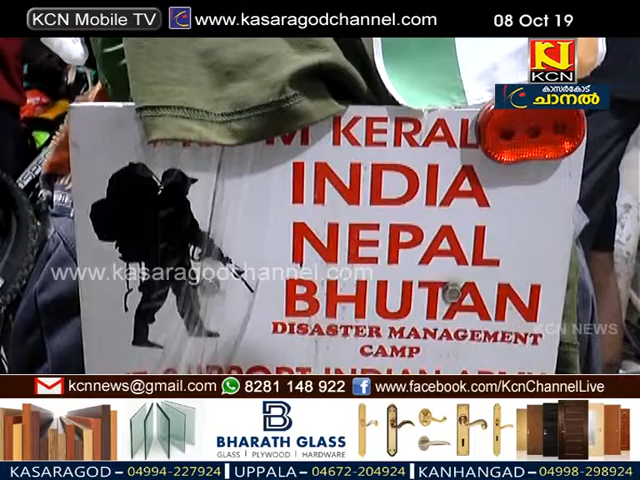 KCN Mobile TV
www.kasaragodchannel.com
08 Oct 19
KCN
കാസർകോട്
ചാനൽ
KERAL
INDIA
NEPAL
BHUTAN
DISASTER MANAGEMENT
CAMP
INDIAN
www.kasaragodchannel.com
KCN NEWS
kcnnews@gmail.com 8281 148 922 www.facebook.com/KcnChannelLive
B
BHARATH GLASS
GLASS | PLYWOOD | HARDWARE
KASARAGOD – 04994-227924 | UPPALA – 04672-204924 | KANHANGAD – 04998-298924